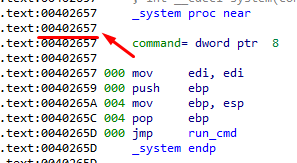 .text:00402657
.text:00402657 _system proc near
.text:00402657
.text:00402657 command= dword ptr 8
.text:00402657
.text:00402657 000 mov edi, edi
.text:00402659 000 push ebp
.text:0040265A 004 mov ebp, esp
.text:0040265C 004 pop ebp
.text:0040265D 000 jmp run_cmd
.text:0040265D _system endp